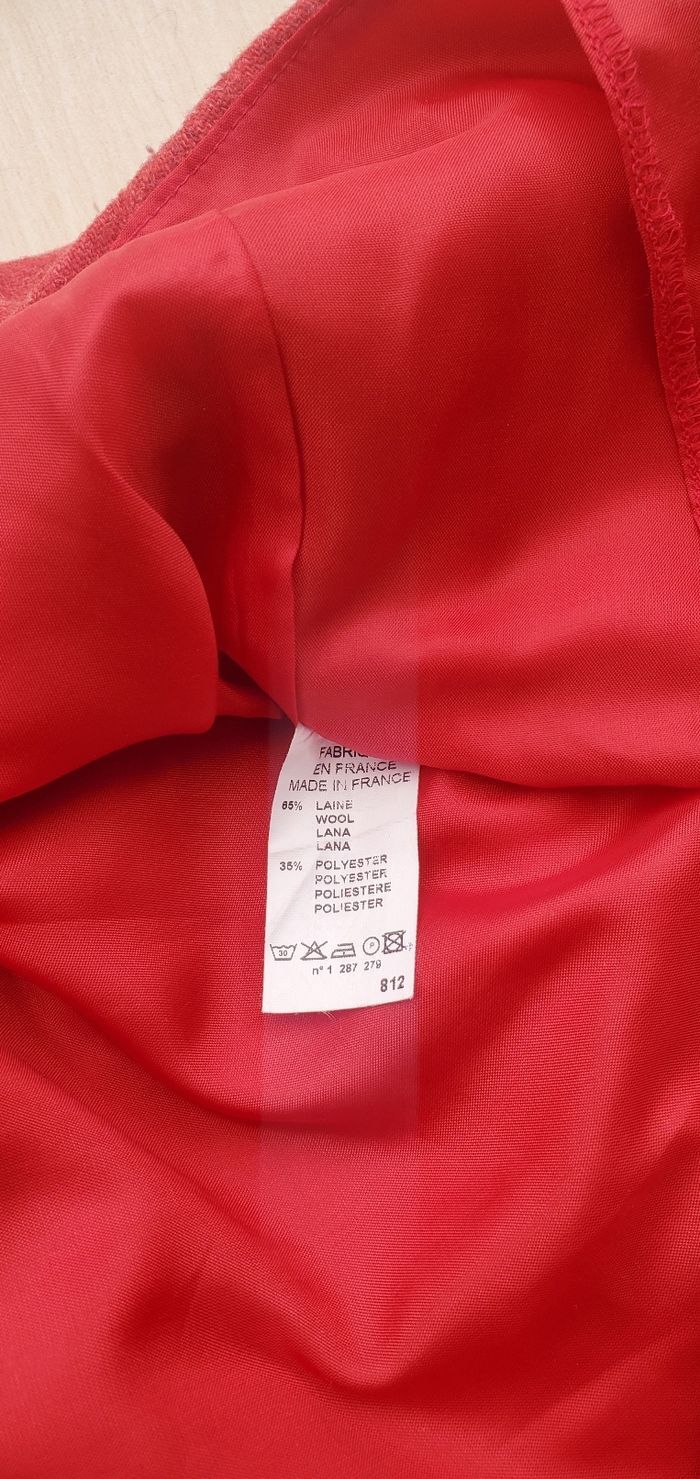 FABRIQ
EN FRANCE
MADE IN FRANCE
65% LAINE
WOOL
LANA
LANA
35% POLYESTER
POLYESTER
POLIESTERE
POLIESTER
30 P
n° 1 287 279
812